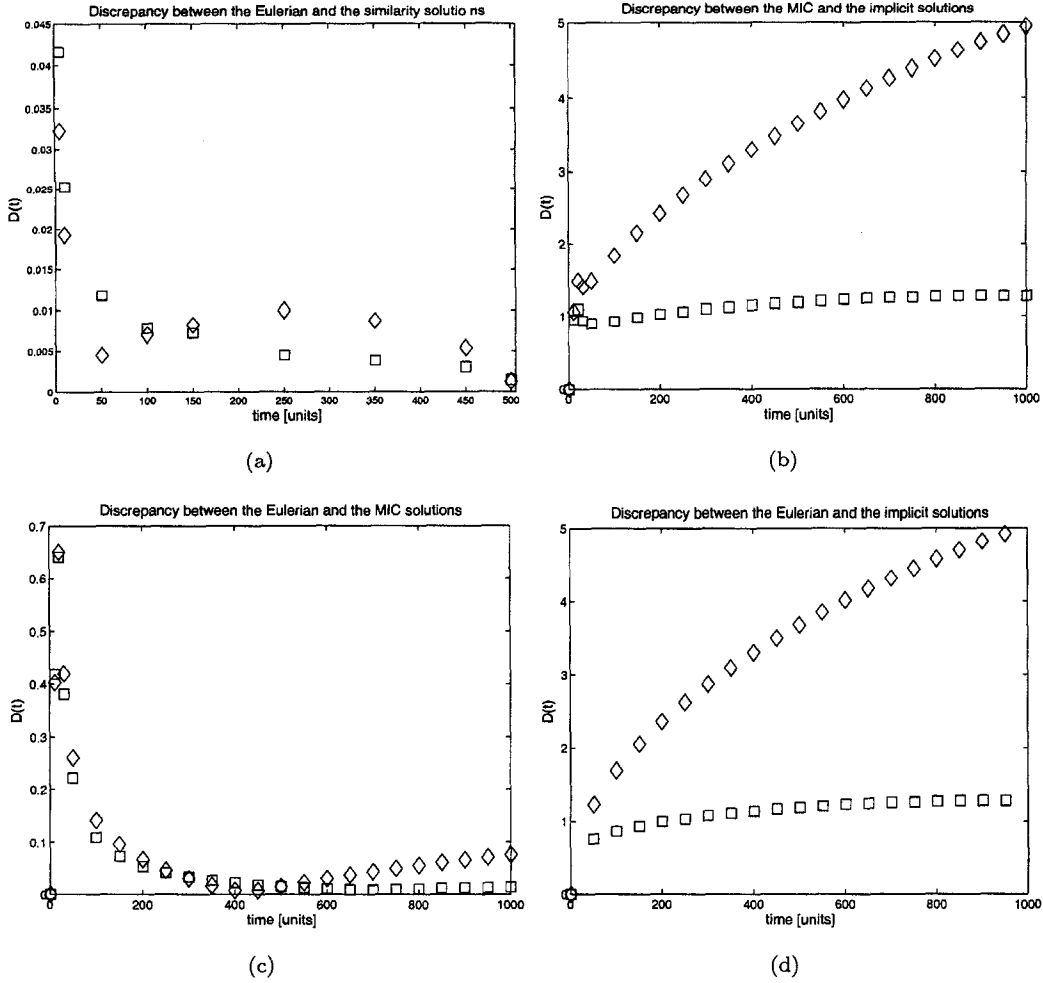 Discrepancy between the Eulerian and the similarity solutio ns
0.045
0.04
0.035
0.03
0.025
0.02
0.015
0.01
0.005
0
D(t)
0 50 100 150 200 250 300 350 400 450 500
time [units]
(a)
Discrepancy between the MIC and the implicit solutions
5
4
3
2
1
0
D(t)
0 200 400 600 800 1000
time [units]
(b)
Discrepancy between the Eulerian and the MIC solutions
0.7
0.6
0.5
0.4
0.3
0.2
0.1
0
D(t)
0 200 400 600 800 1000
time [units]
(c)
Discrepancy between the Eulerian and the implicit solutions
5
4
3
2
1
0
D(t)
0 200 400 600 800 1000
time [units]
(d)